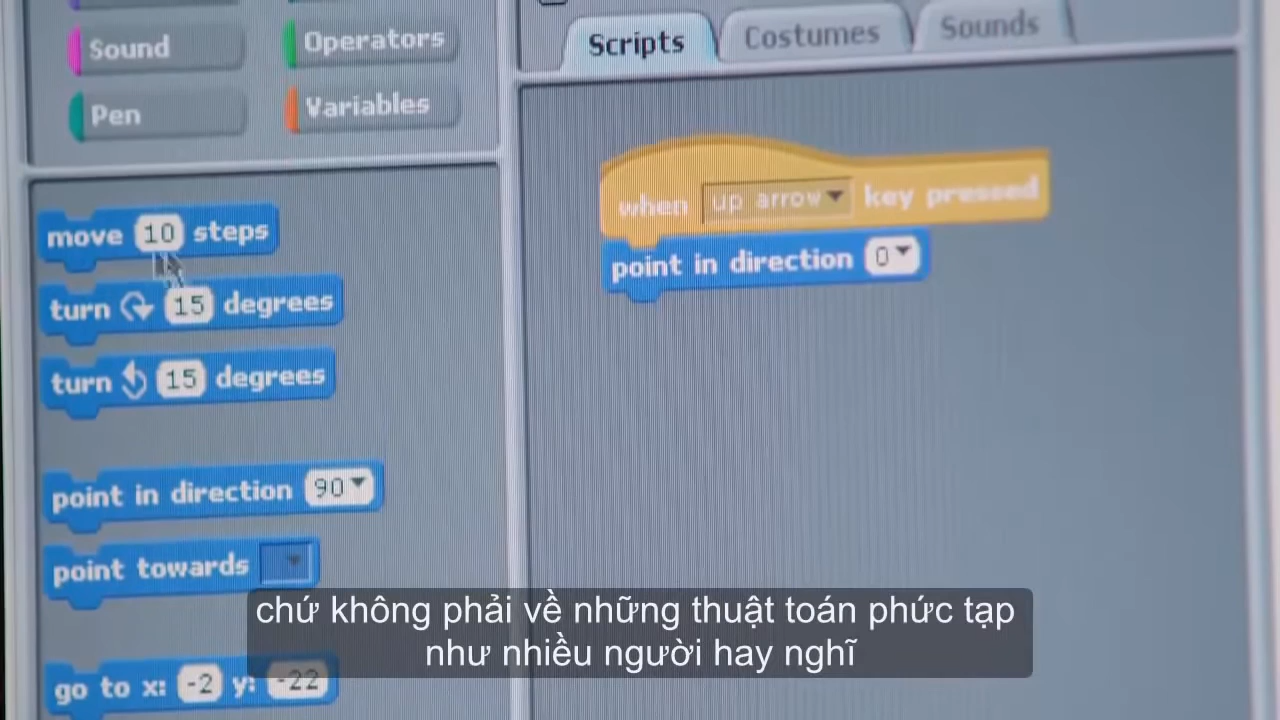 Sound
Operators
Pen
Variables
Scripts
Costumes
Sounds
move 10 steps
turn 15 degrees
turn 15 degrees
point in direction 90
point towards
go to x: -2 y: -22
when up arrow key pressed
point in direction 0
chứ không phải về những thuật toán phức tạp
như nhiều người hay nghĩ